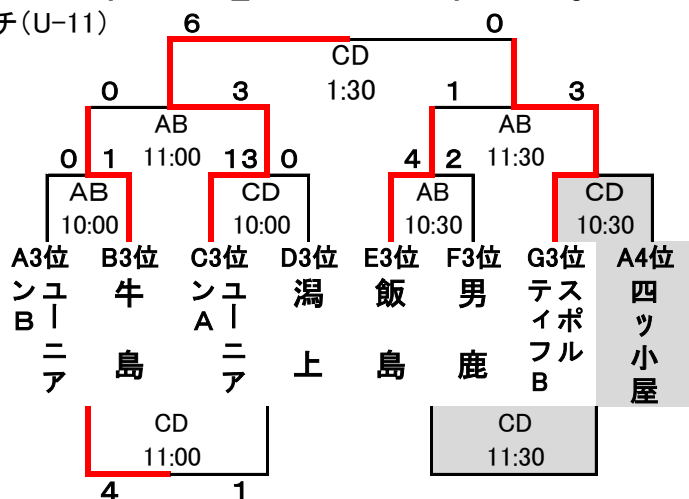 チ(U-11)
6 0
CD
1:30
0 3 1 3
AB AB
11:00 11:30
0 1 13 0 4 2
AB CD AB CD
10:00 10:00 10:30 10:30
A3位 B3位 C3位 D3位 E3位 F3位 G3位 A4位
ユーニア
ンB
牛島
ユーニア
ンA
潟上
飯島
男鹿
スポル
ティフB
四ッ小屋
CD CD
11:00 11:30
4 1